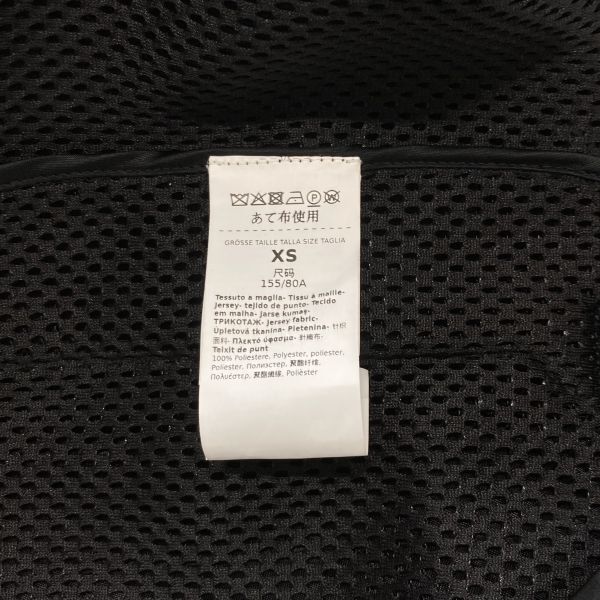 あて布使用
GRÖSSE TAILLE TALLA SIZE TAGLIA
XS
尺码
155/80A
Tessuto a maglia- Tissu à maille-
Jersey- tejido de punto- Tecido
em malha- jarse kumaş-
ТРИКОТАЖ- Jersey fabric-
Úpletová tkanina- Pletenina- 针织
面料- Πλεκτό ύφασμα- 針織布-
Teixit de punt
100% Poliestere, Polyester, poliester,
Poliester, Полиэстер, 聚酯纤维,
Πολυέστερ, 聚酯纖維, Polièster